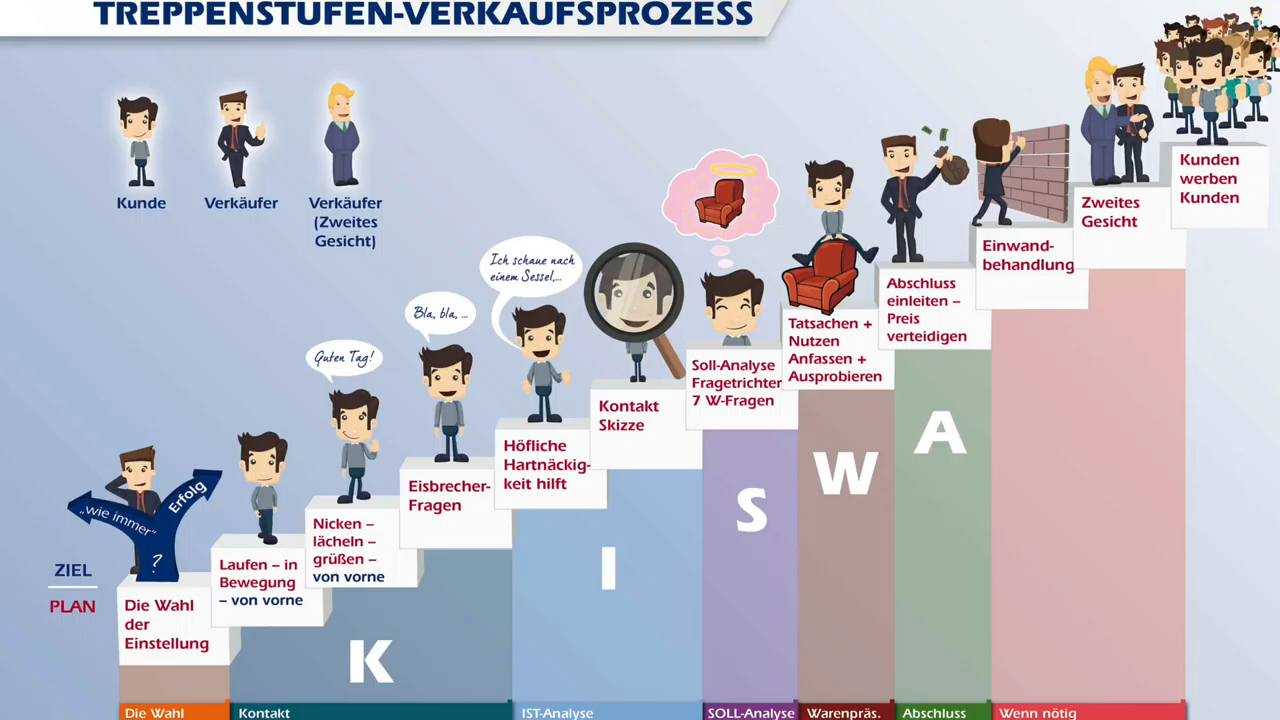 TREPPENSTUFEN-VERKAUFSPROZESS
Kunde
Verkäufer
Verkäufer
(Zweites
Gesicht)
ZIEL
PLAN
„wie immer“
Erfolg
?
Die Wahl
der
Einstellung
Laufen – in
Bewegung
– von vorne
Guten Tag!
Nicken –
lächeln –
grüßen –
von vorne
Bla, bla, ...
Eisbrecher-
Fragen
Ich schaue nach
einem Sessel,...
Höfliche
Hartnäckig-
keit hilft
Kontakt
Skizze
Soll-Analyse
Fragetrichter
7 W-Fragen
Tatsachen +
Nutzen
Anfassen +
Ausprobieren
Abschluss
einleiten –
Preis
verteidigen
Einwand-
behandlung
Zweites
Gesicht
Kunden
werben
Kunden
K
I
S
W
A
Die Wahl
Kontakt
IST-Analyse
SOLL-Analyse
Warenpräs.
Abschluss
Wenn nötig